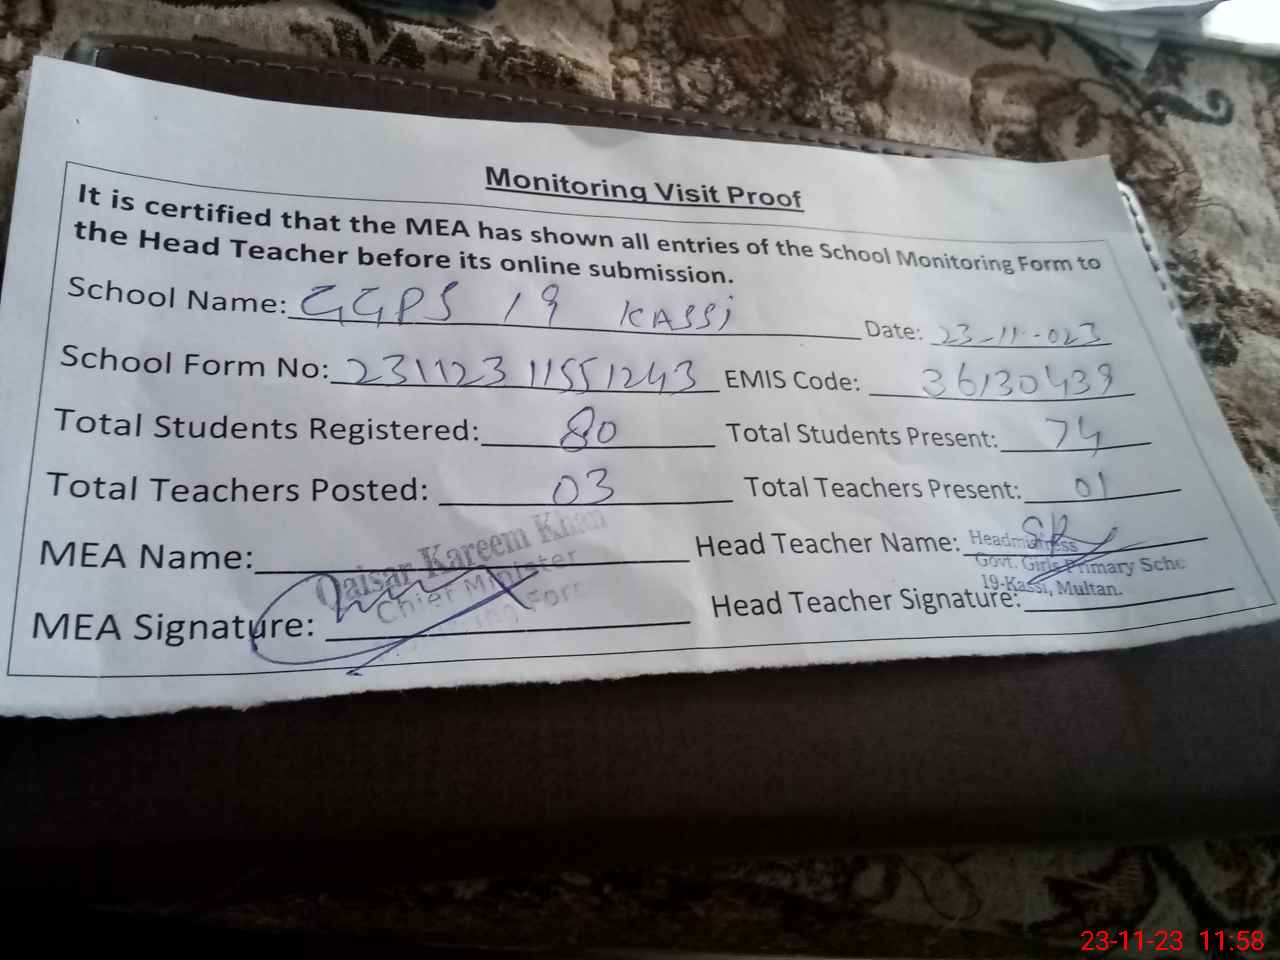 Monitoring Visit Proof
It is certified that the MEA has shown all entries of the School Monitoring Form to
the Head Teacher before its online submission.
School Name: GGPS 19 KASSi Date: 23-11-023
School Form No: 231123 11551243 EMIS Code: 36130439
Total Students Registered: 80 Total Students Present: 74
Total Teachers Posted: 03 Total Teachers Present: 01
MEA Name: Qaisar Kareem Khan Head Teacher Name: Headmistress
Chief Minister Govt. Girls Primary Scho
19-Kassi, Multan.
MEA Signature: Head Teacher Signature:
23-11-23 11:58